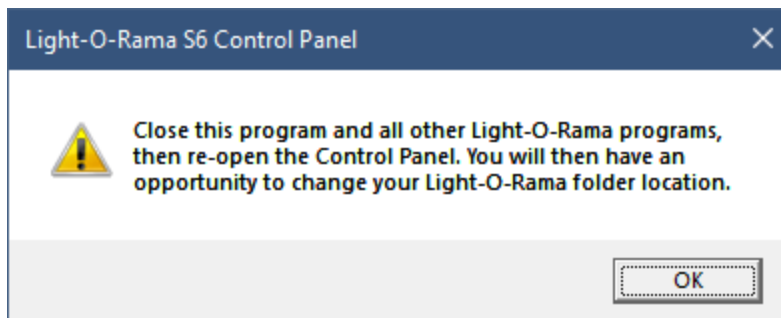 Light-O-Rama S6 Control Panel
Close this program and all other Light-O-Rama programs,
then re-open the Control Panel. You will then have an
opportunity to change your Light-O-Rama folder location.
OK